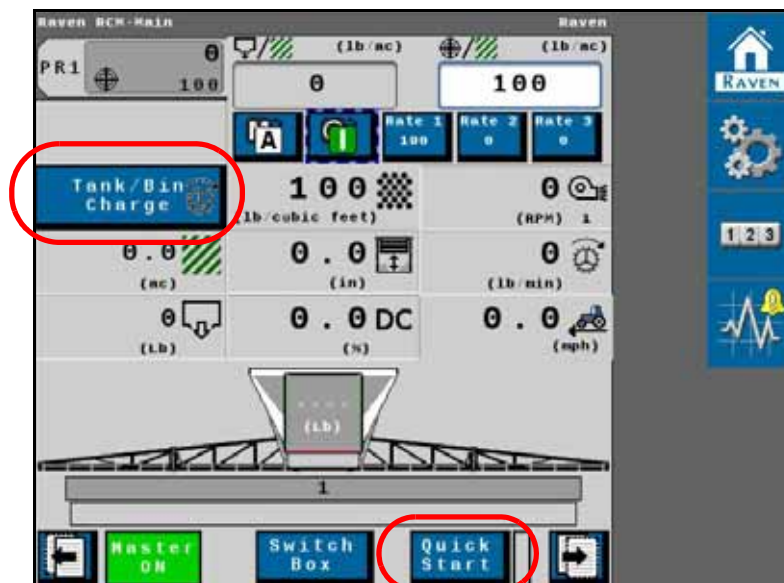 Raven RCM-Main Raven
PR1 0
100
(lb/ac) (lb/ac)
0 100
A I Rate 1 Rate 2 Rate 3
100 0 0
RAVEN
Tank/Bin
Charge
100 0
(lb/cubic feet) (RPM) 1
1 2 3
0.0 0.0 0
(ac) (in) (lb/min)
0 0.0 DC 0.0
(Lb) (%) (mph)
----
(Lb)
1
Master Switch Quick
ON Box Start